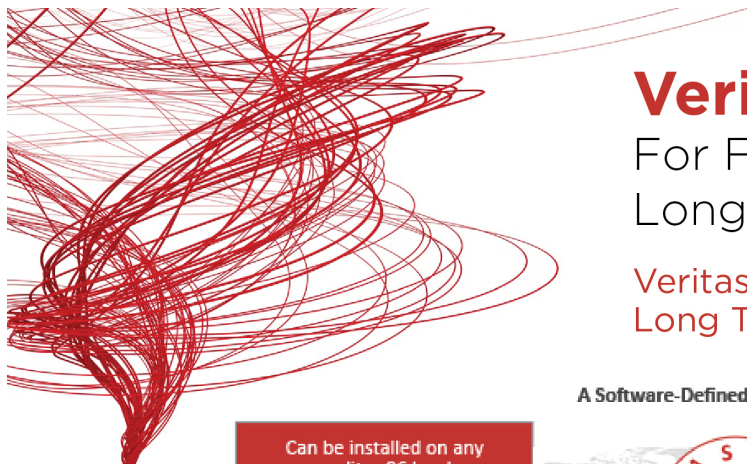 Veri
For F
Long
Veritas
Long T
A Software-Defined
Can be installed on any
S